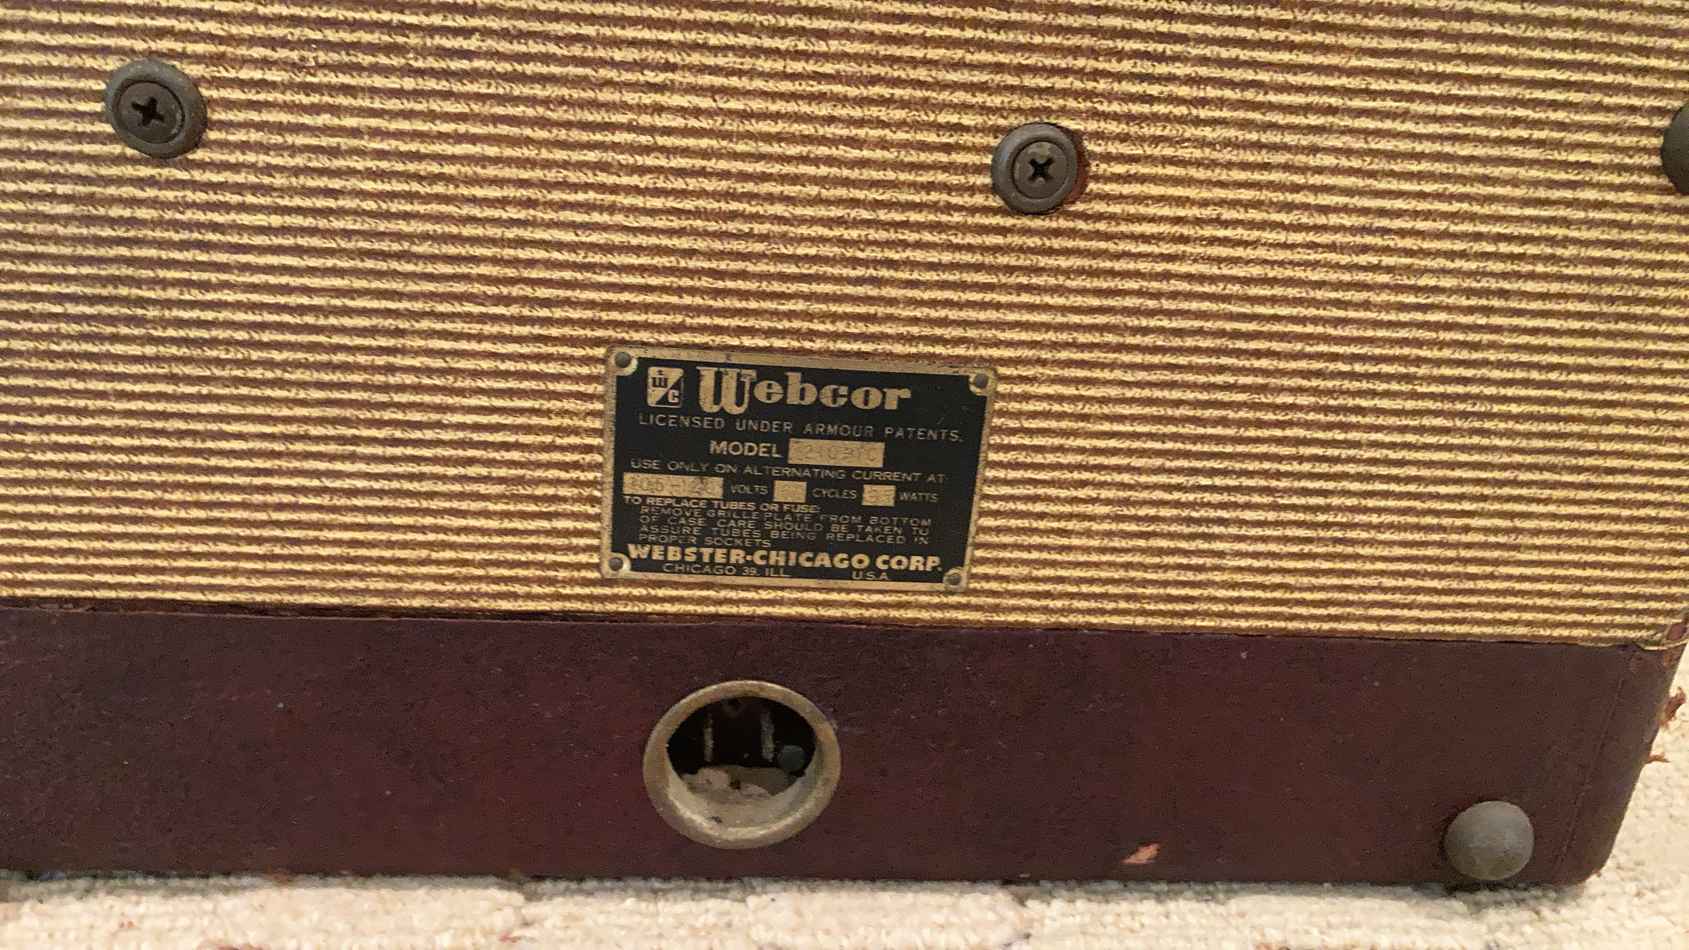 W C Webcor
LICENSED UNDER ARMOUR PATENTS.
MODEL
USE ONLY ON ALTERNATING CURRENT AT:
VOLTS CYCLES WATTS
TO REPLACE TUBES OR FUSE:
REMOVE GRILLE PLATE FROM BOTTOM
OF CASE. CARE SHOULD BE TAKEN TO
ASSURE TUBES BEING REPLACED IN
PROPER SOCKETS
WEBSTER-CHICAGO CORP.
CHICAGO 39, ILL. U.S.A.